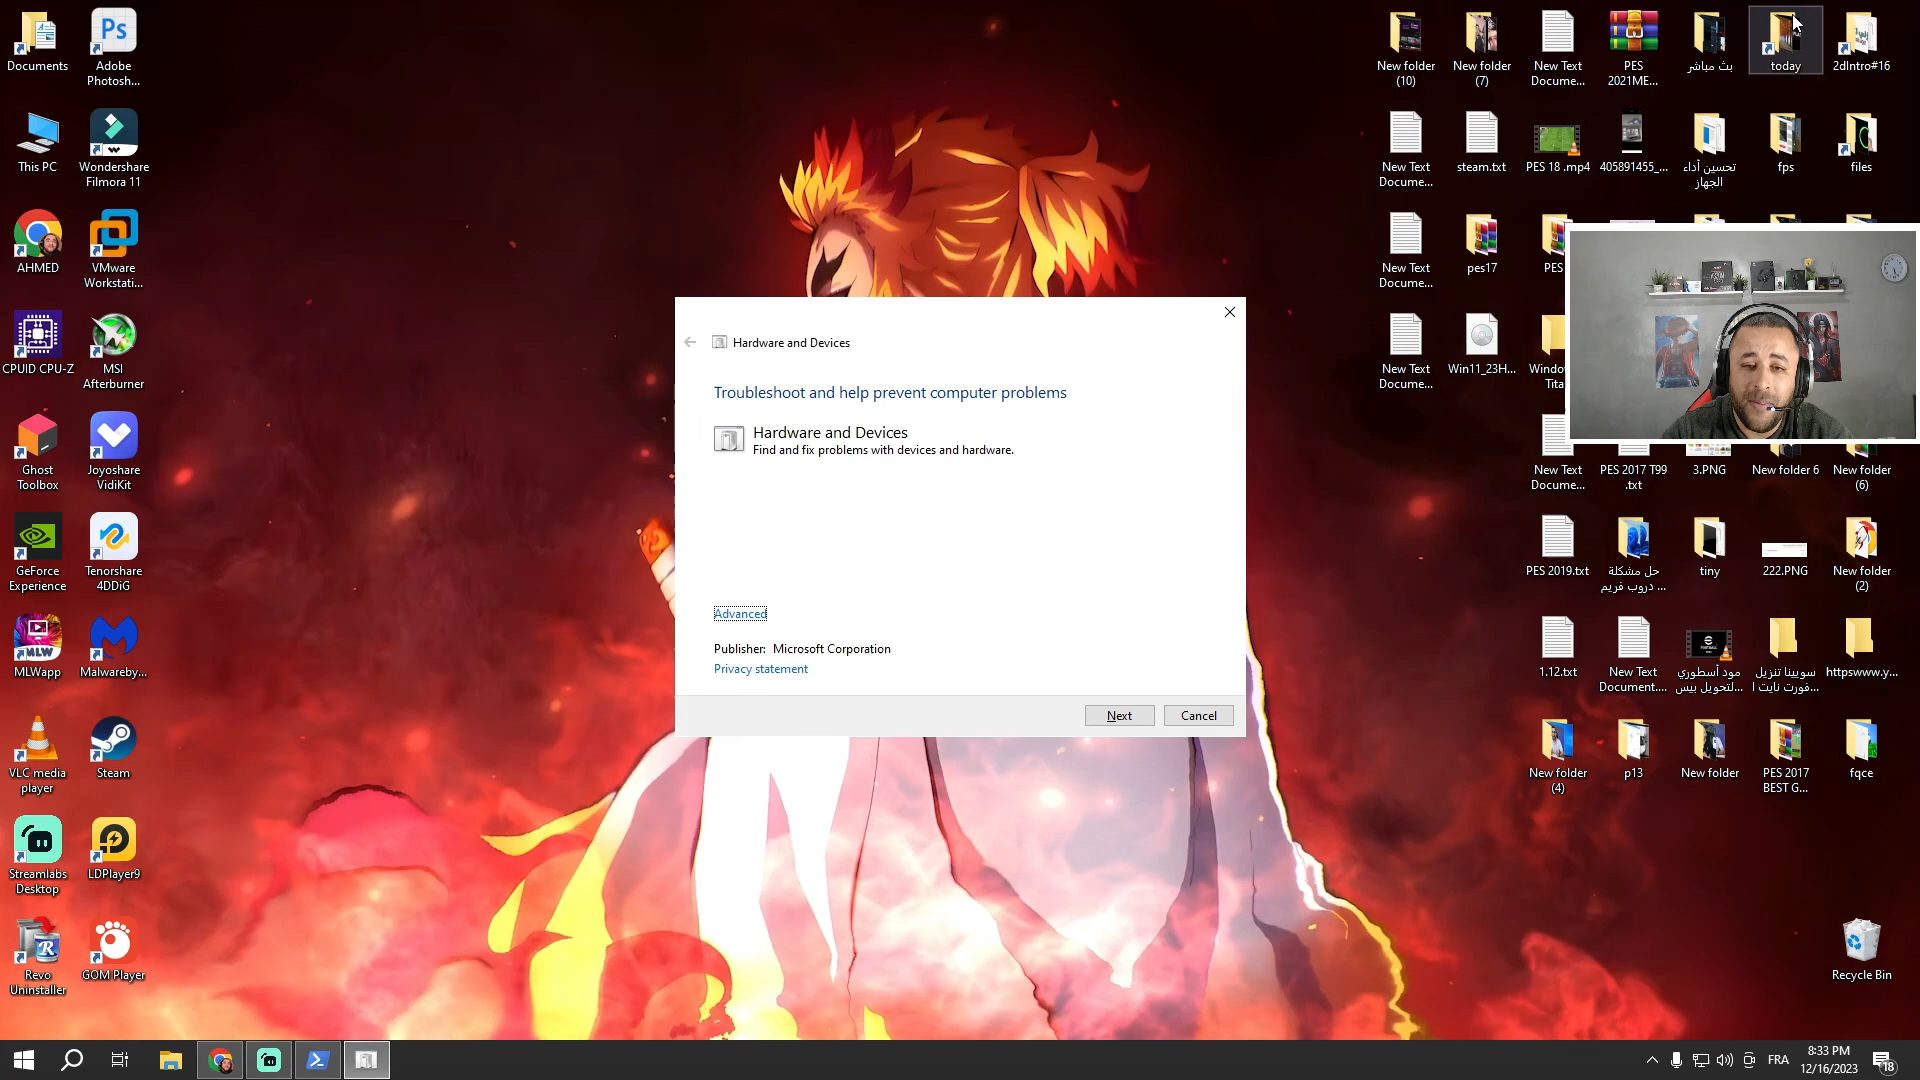 Documents
Adobe
Photosh...
This PC
Wondershare
Filmora 11
AHMED
VMware
Workstati...
CPUID CPU-Z
MSI
Afterburner
Ghost
Toolbox
Joyoshare
VidiKit
GeForce
Experience
Tenorshare
4DDiG
MLWapp
Malwareby...
VLC media
player
Steam
Streamlabs
Desktop
LDPlayer9
Revo
Uninstaller
GOM Player
New folder
(10)
New folder
(7)
New Text
Docume...
PES
2021ME...
بث مباشر
today
2dIntro#16
New Text
Docume...
steam.txt
PES 18 .mp4
405891455_...
تحسين أداء
الجهاز
fps
files
New Text
Docume...
pes17
PES
New Text
Docume...
Win11_23H...
Window
Tita
New Text
Docume...
PES 2017 T99
.txt
3.PNG
New folder 6
New folder
(6)
PES 2019.txt
حل مشكلة
دروب فريم ...
tiny
222.PNG
New folder
(2)
1.12.txt
New Text
Document....
مود أسطوري
لتحويل بيس...
سويينا تنزيل
فورت نايت ا...
httpswww.y...
New folder
(4)
p13
New folder
PES 2017
BEST G...
fqce
Recycle Bin
Hardware and Devices
Troubleshoot and help prevent computer problems
Hardware and Devices
Find and fix problems with devices and hardware.
Advanced
Publisher: Microsoft Corporation
Privacy statement
Next
Cancel
FRA
8:33 PM
12/16/2023
18